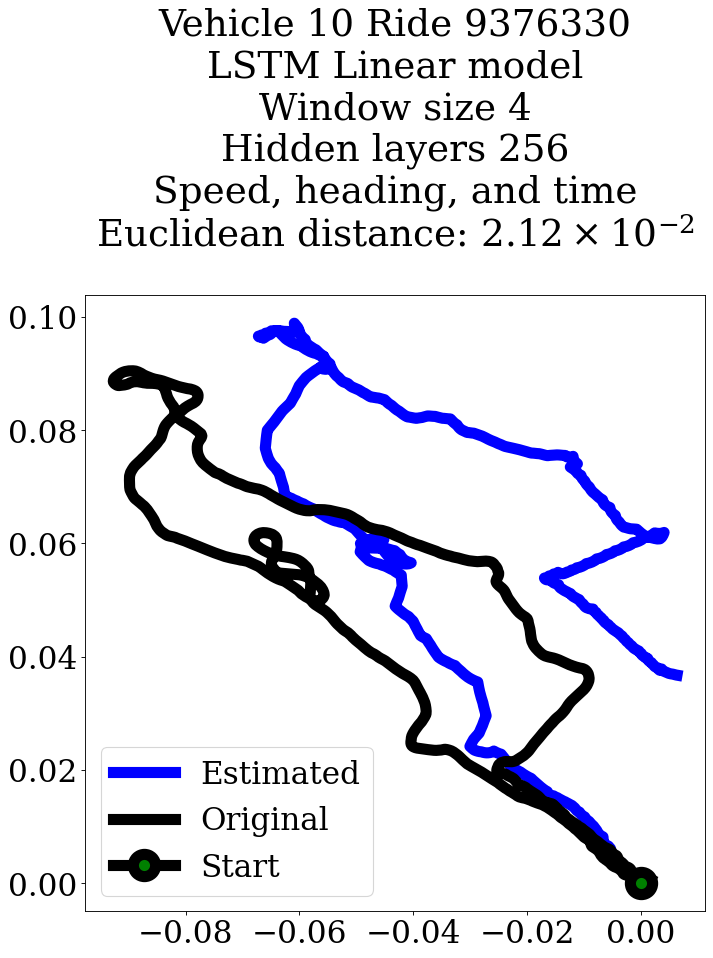 Vehicle 10 Ride 9376330
LSTM Linear model
Window size 4
Hidden layers 256
Speed, heading, and time
Euclidean distance: 2.12 × 10⁻²
0.10
0.08
0.06
0.04
0.02
0.00
Estimated
Original
Start
−0.08 −0.06 −0.04 −0.02 0.00